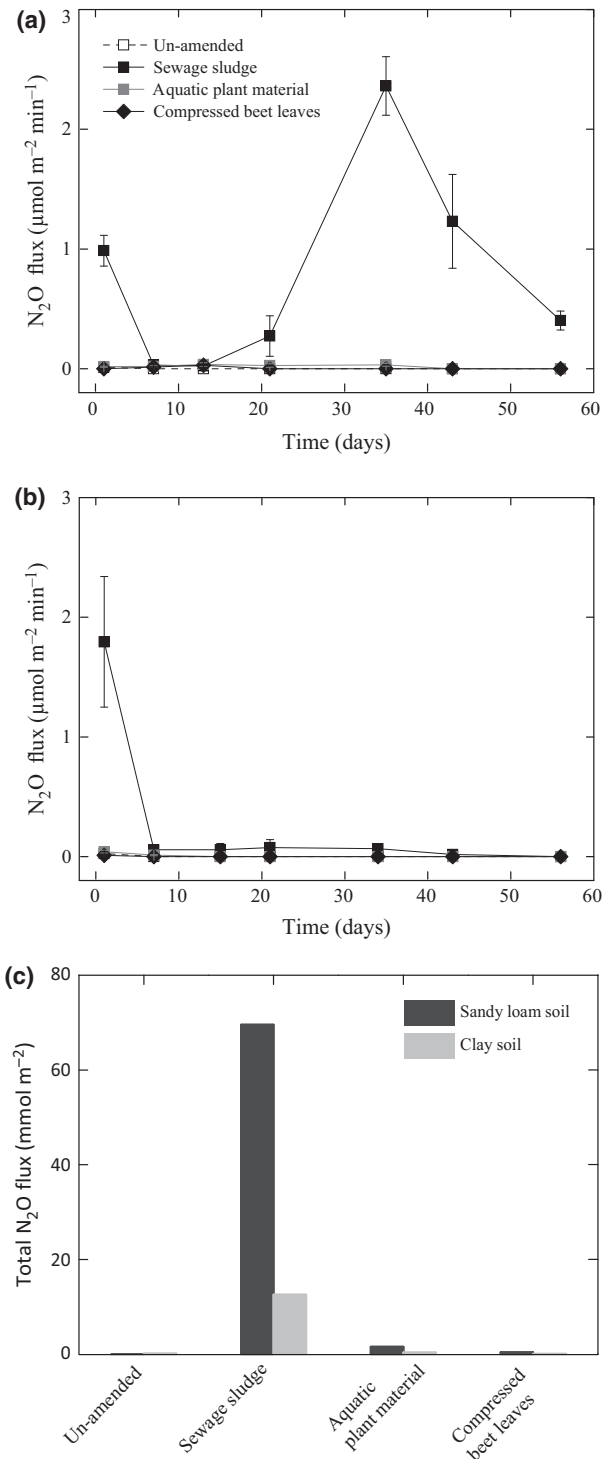 (a)
3
2
1
0
N₂O flux (µmol m⁻² min⁻¹)
Un-amended
Sewage sludge
Aquatic plant material
Compressed beet leaves
0 10 20 30 40 50 60
Time (days)
(b)
3
2
1
0
N₂O flux (µmol m⁻² min⁻¹)
0 10 20 30 40 50 60
Time (days)
(c)
80
60
40
20
0
Total N₂O flux (mmol m⁻²)
Sandy loam soil
Clay soil
Un-amended
Sewage sludge
Aquatic
plant material
Compressed
beet leaves